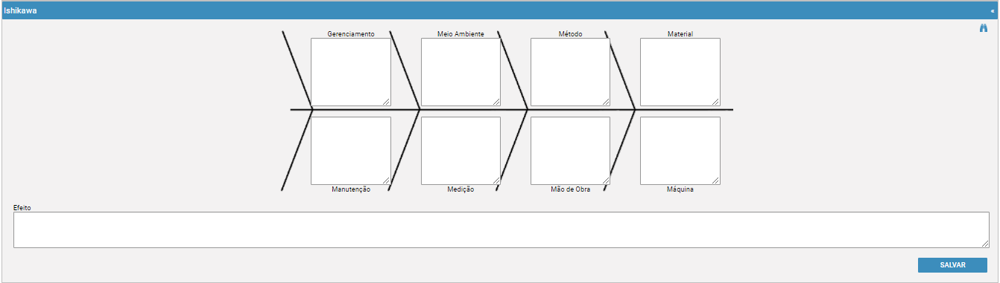 Ishikawa «
Gerenciamento Meio Ambiente Método Material
Manutenção Medição Mão de Obra Máquina
Efeito
SALVAR